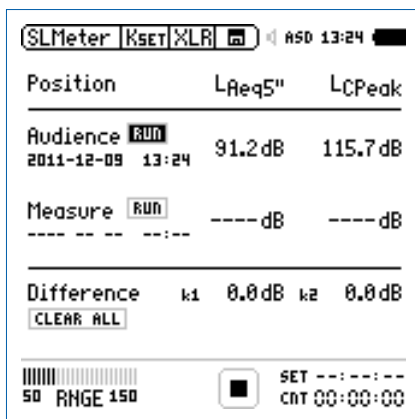 SLMeter KSET XLR ASD 13:24
Position LAeq5" LCPeak
Audience RUN 91.2dB 115.7dB
2011-12-09 13:24
Measure RUN ----dB ----dB
---- -- -- --:--
Difference k1 0.0dB k2 0.0dB
CLEAR ALL
SET --:--:--
50 RNGE 150 CNT 00:00:00